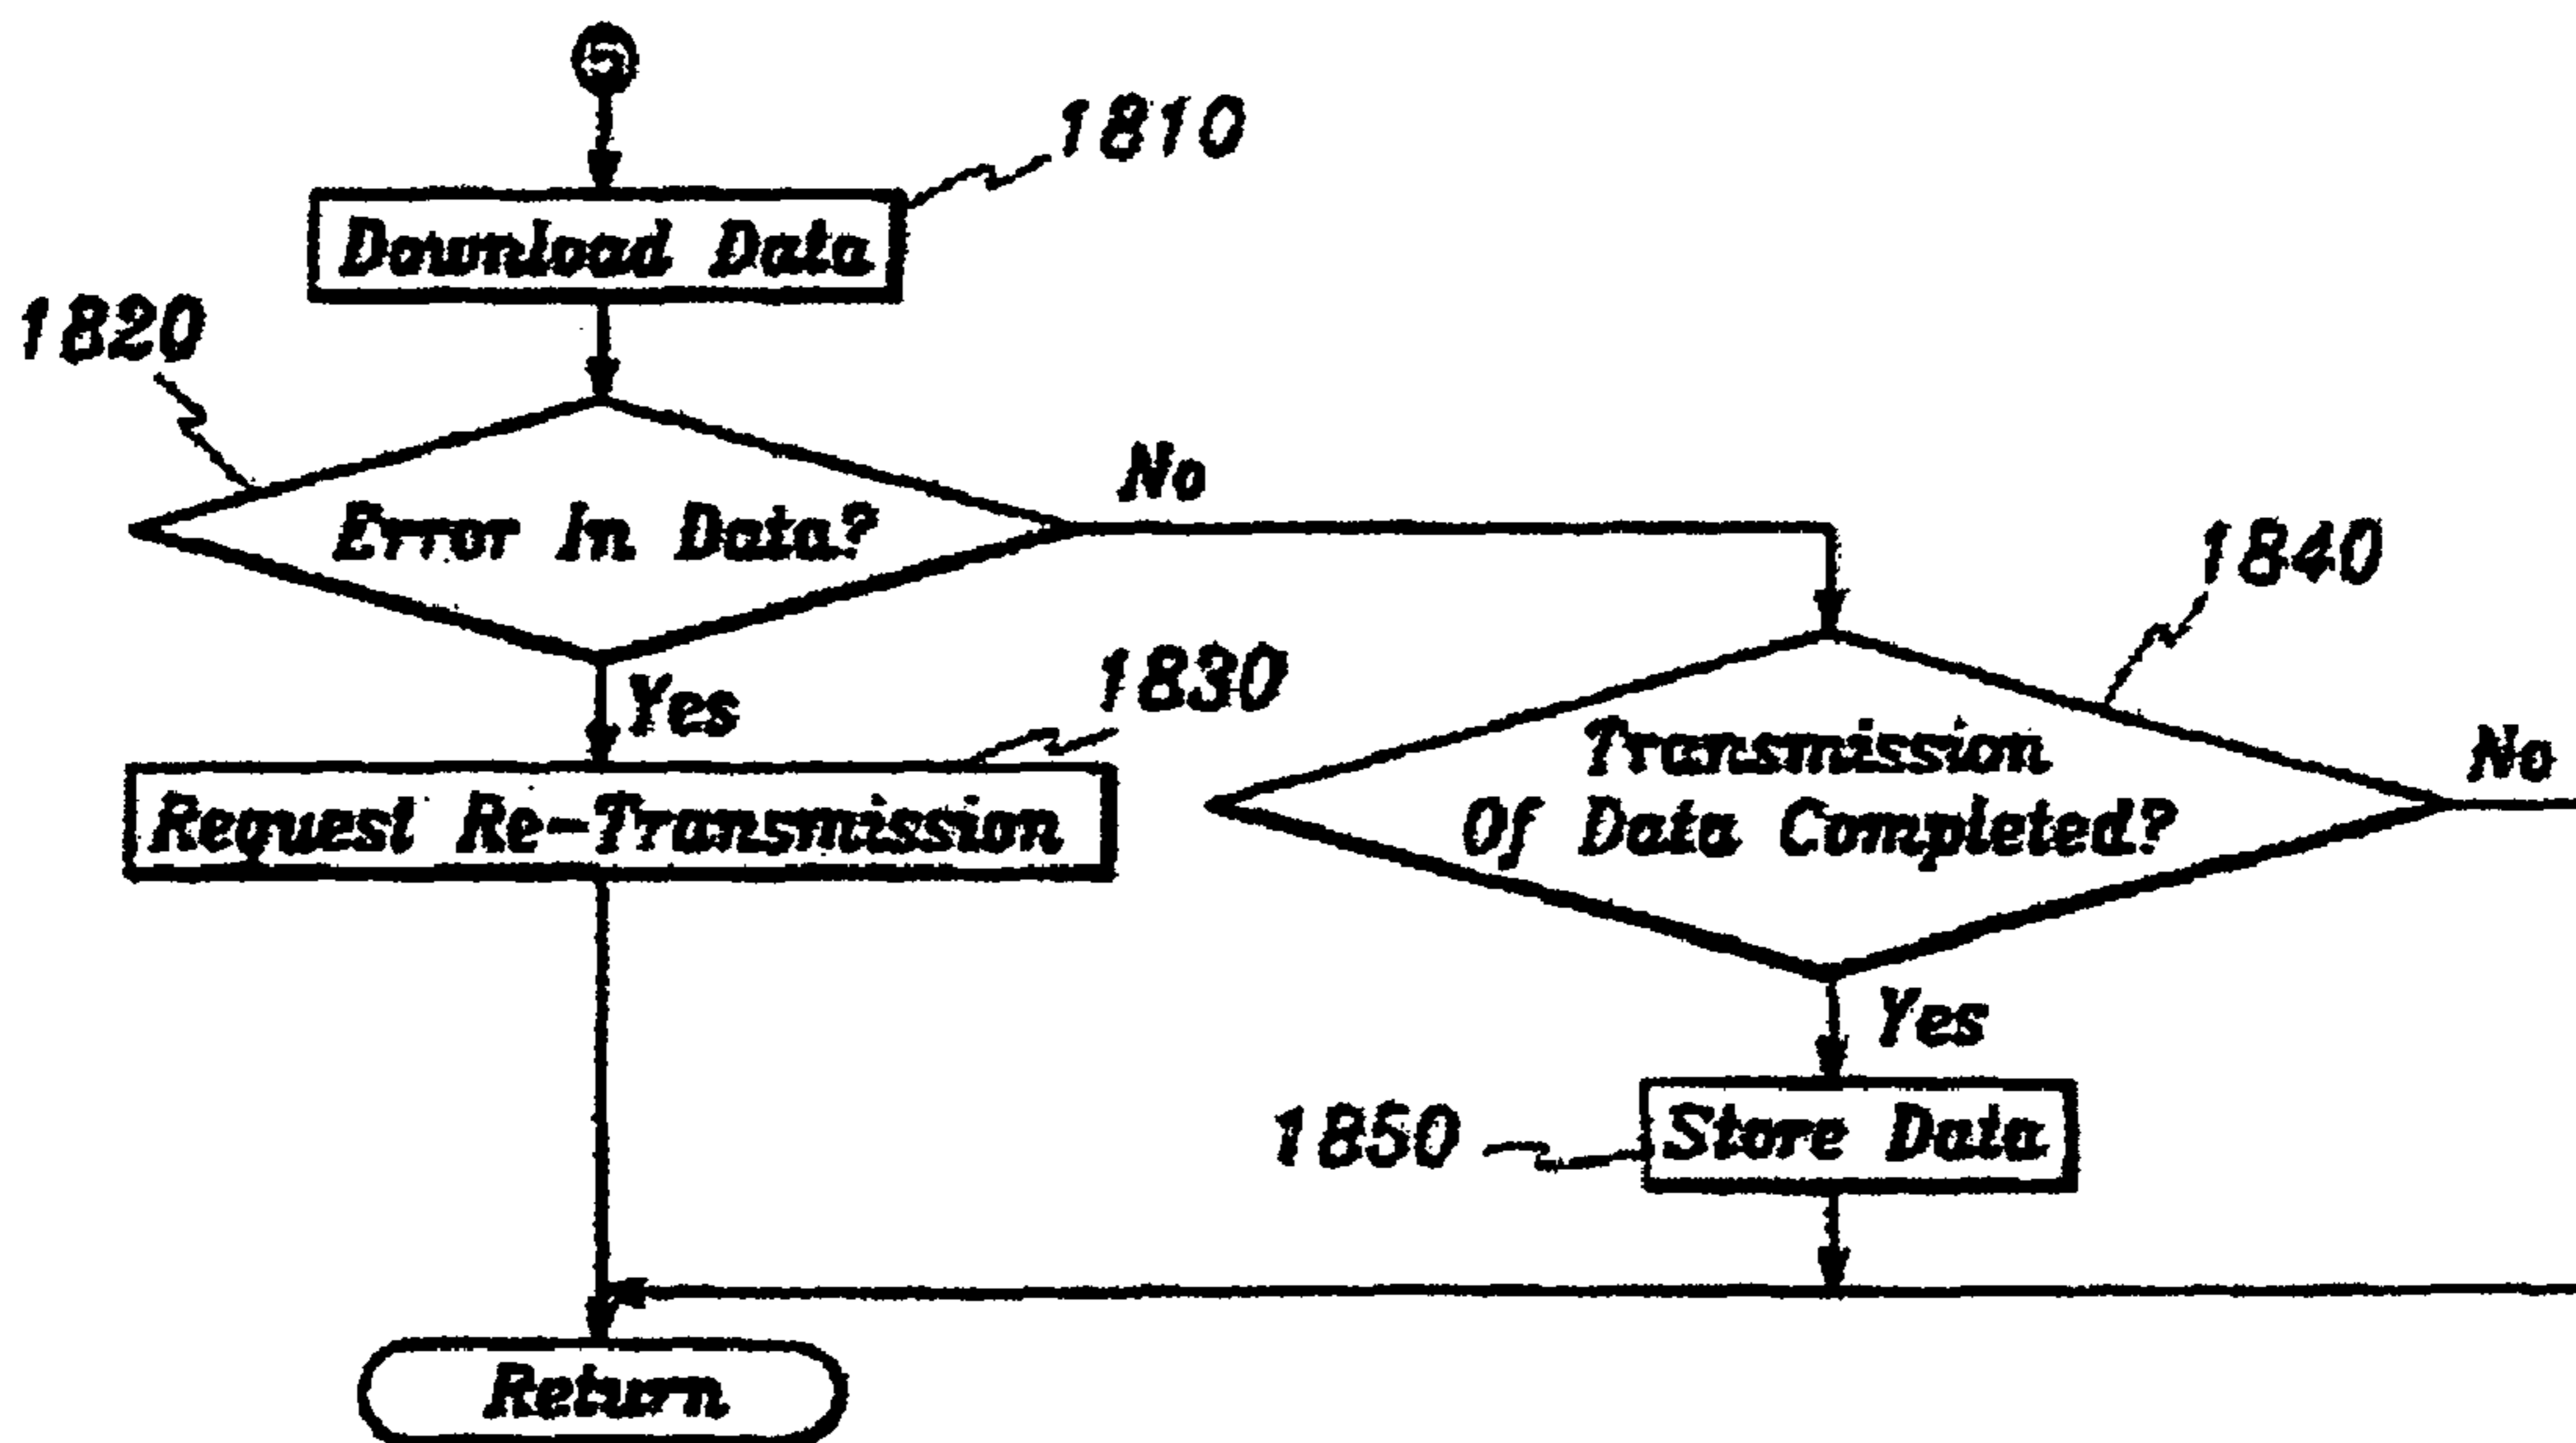 5
1810
Download Data
1820
Error In Data?
No
1840
Yes
1830
Request Re-Transmission
Transmission
Of Data Completed?
No
Yes
1850
Store Data
Return